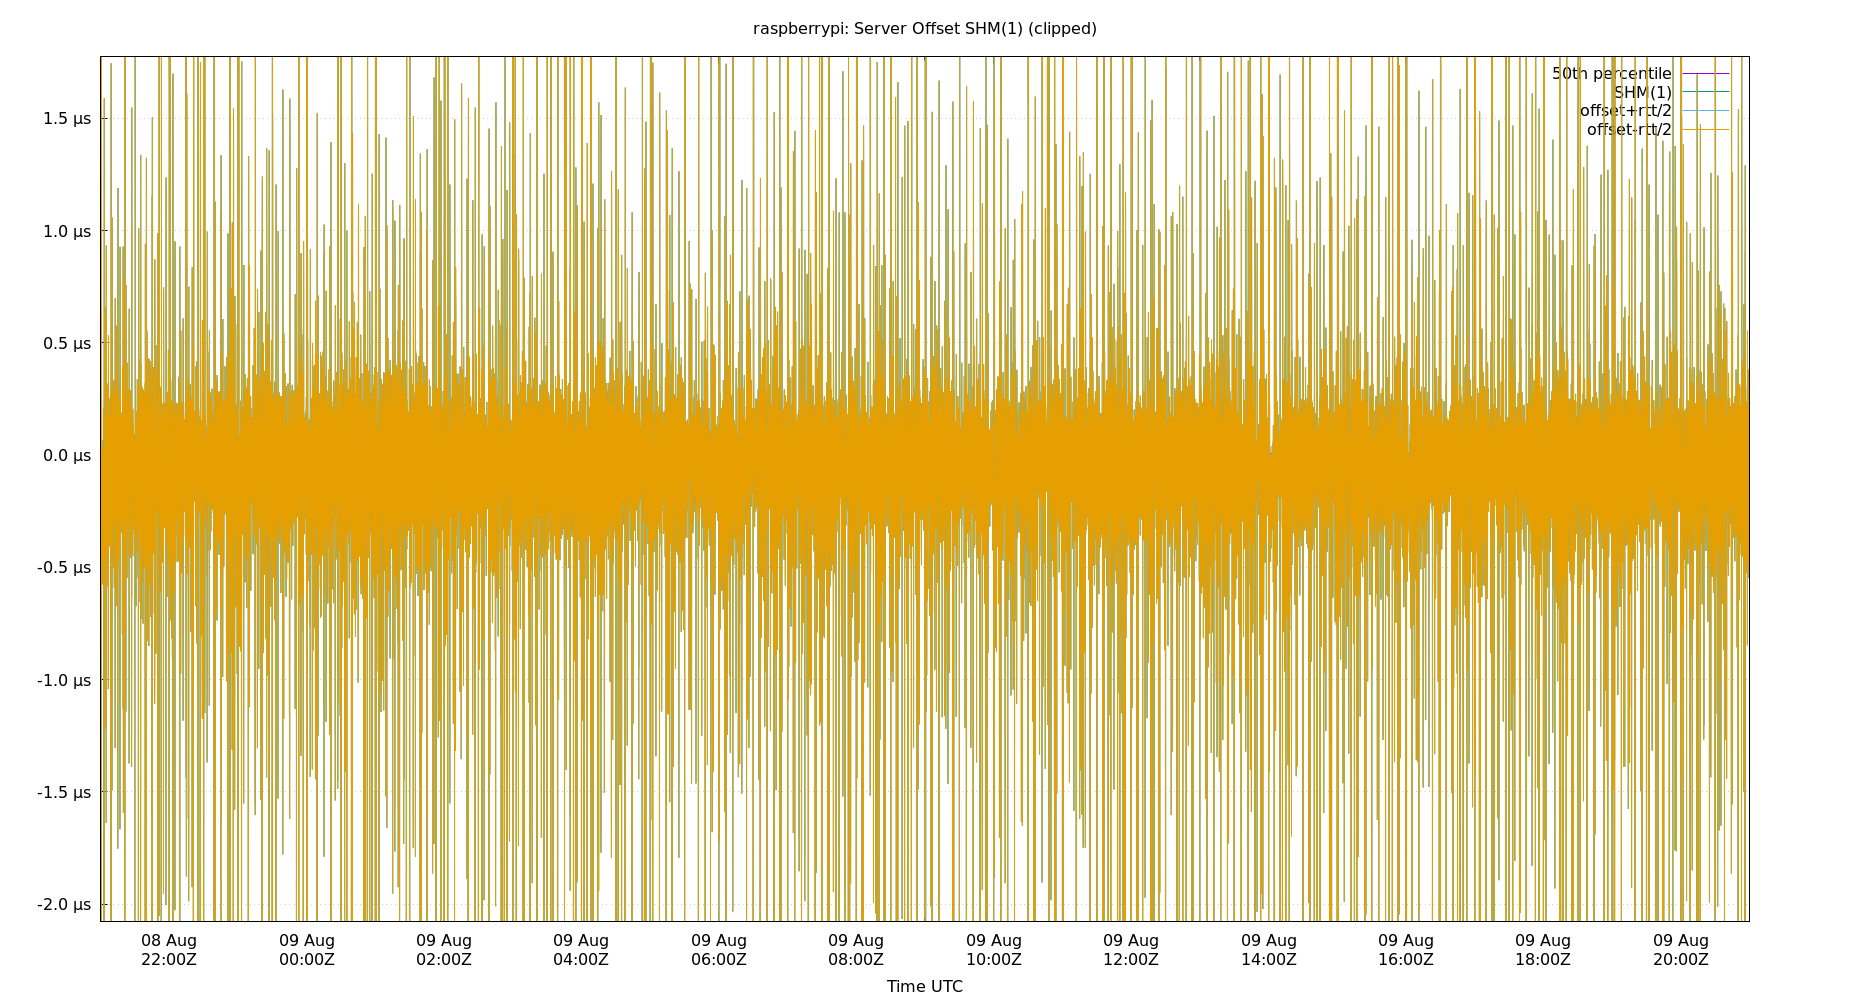 raspberrypi: Server Offset SHM(1) (clipped)
50th percentile
SHM(1)
offset+rtt/2
offset-rtt/2
1.5 µs
1.0 µs
0.5 µs
0.0 µs
-0.5 µs
-1.0 µs
-1.5 µs
-2.0 µs
08 Aug 09 Aug 09 Aug 09 Aug 09 Aug 09 Aug 09 Aug 09 Aug 09 Aug 09 Aug 09 Aug 09 Aug
22:00Z 00:00Z 02:00Z 04:00Z 06:00Z 08:00Z 10:00Z 12:00Z 14:00Z 16:00Z 18:00Z 20:00Z
Time UTC